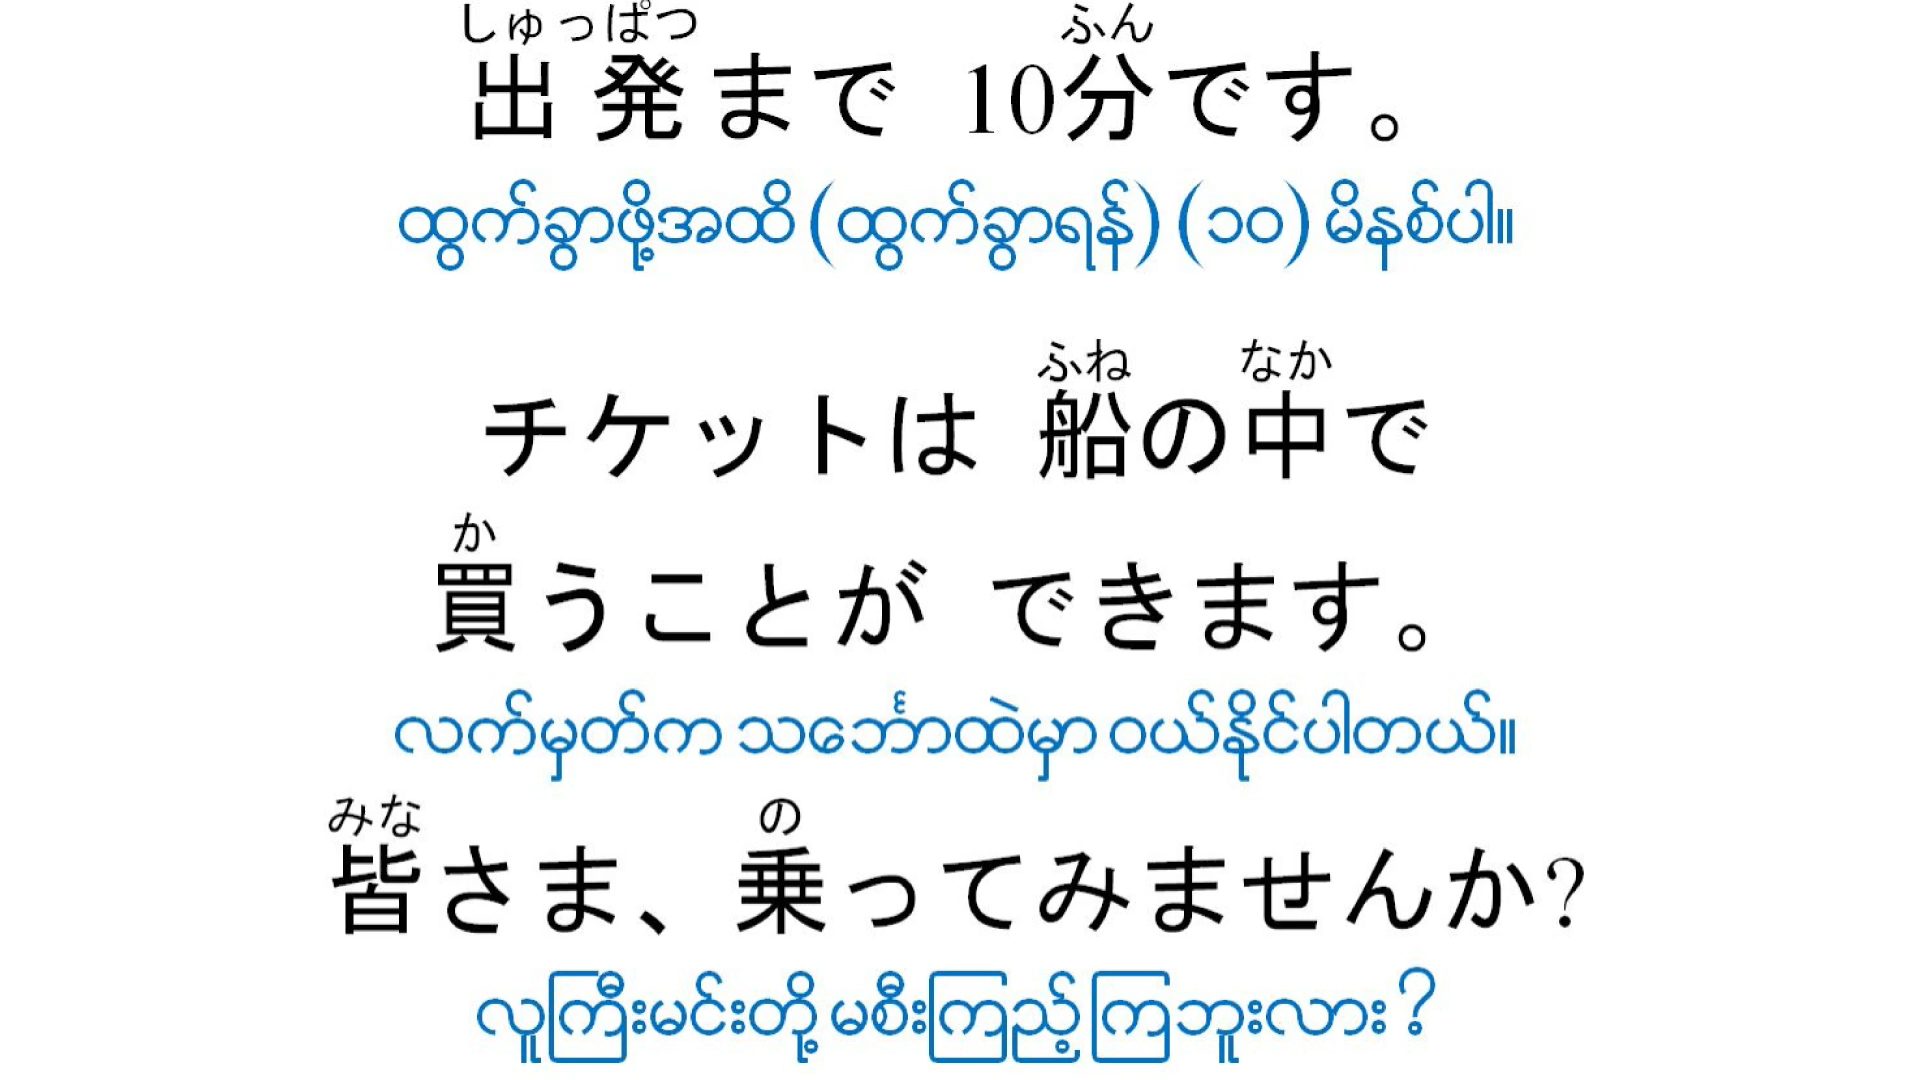 しゅっぱつ ふん
出発まで 10分です。
ထွက်ခွာဖို့အထိ (ထွက်ခွာရန်) (၁၀) မိနစ်ပါ။
ふね なか
チケットは 船の中で
か
買うことが できます。
လက်မှတ်က သင်္ဘောထဲမှာ ဝယ်နိုင်ပါတယ်။
みな の
皆さま、乗ってみませんか?
လူကြီးမင်းတို့ မစီးကြည့်ကြဘူးလား?